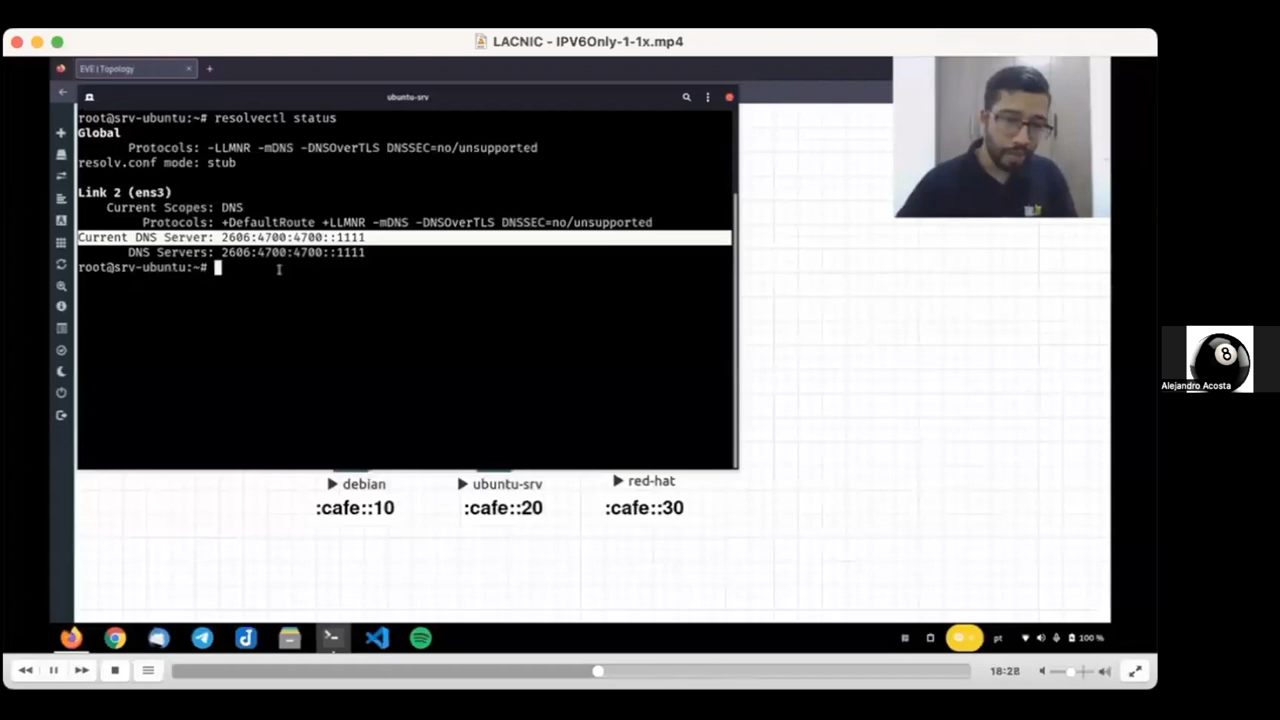 LACNIC - IPV6Only-1-1x.mp4
EVE | Topology
ubuntu-srv
root@srv-ubuntu:~# resolvectl status
Global
Protocols: -LLMNR -mDNS -DNSOverTLS DNSSEC=no/unsupported
resolv.conf mode: stub
Link 2 (ens3)
Current Scopes: DNS
Protocols: +DefaultRoute +LLMNR -mDNS -DNSOverTLS DNSSEC=no/unsupported
Current DNS Server: 2606:4700:4700::1111
DNS Servers: 2606:4700:4700::1111
root@srv-ubuntu:~#
debian
ubuntu-srv
red-hat
:cafe::10
:cafe::20
:cafe::30
8
Alejandro Acosta
pt
100 %
18:28